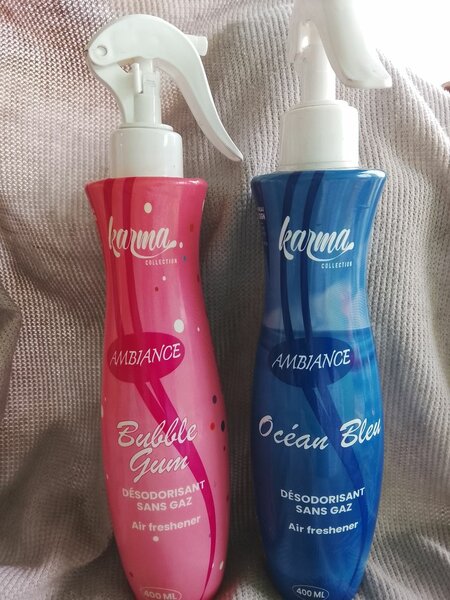 karma
COLLECTION
AMBIANCE
Bubble
Gum
DÉSODORISANT
SANS GAZ
Air freshener
400 ML
karma
COLLECTION
AMBIANCE
Océan Bleu
DÉSODORISANT
SANS GAZ
Air freshener
400 ML